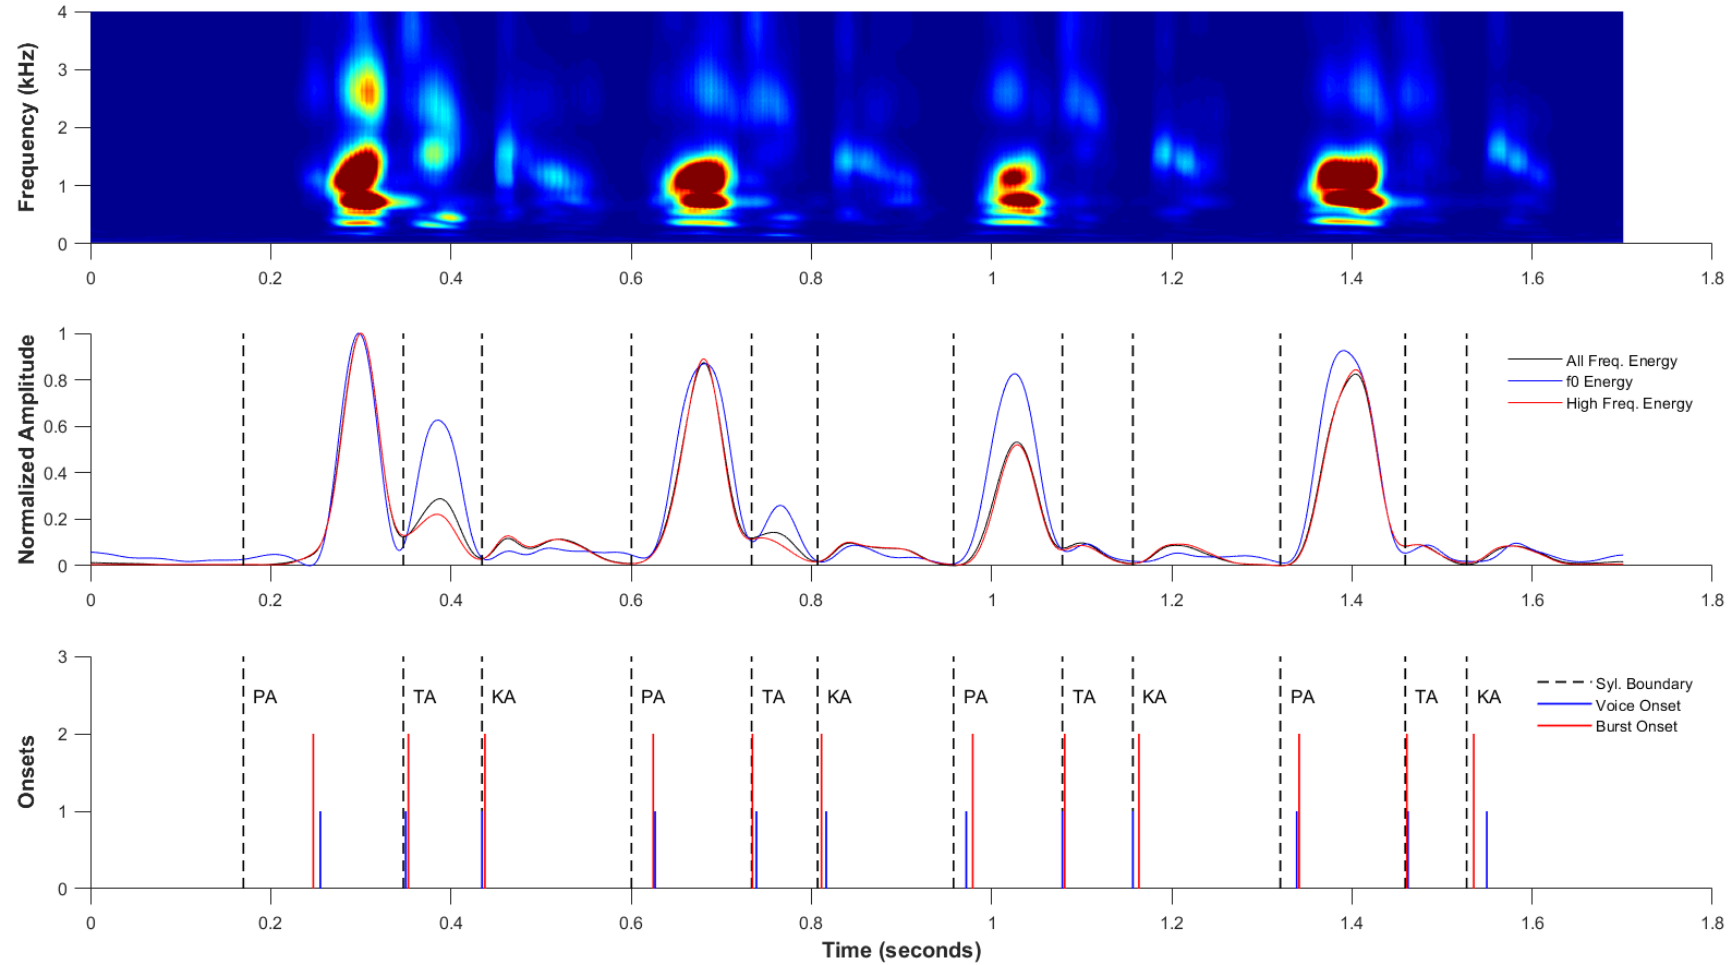 Frequency (kHz)
4
3
2
1
0
0 0.2 0.4 0.6 0.8 1 1.2 1.4 1.6 1.8
Normalized Amplitude
1
0.8
0.6
0.4
0.2
0
All Freq. Energy
f0 Energy
High Freq. Energy
0 0.2 0.4 0.6 0.8 1 1.2 1.4 1.6 1.8
Onsets
3
2
1
0
PA TA KA PA TA KA PA TA KA PA TA KA
Syl. Boundary
Voice Onset
Burst Onset
0 0.2 0.4 0.6 0.8 1 1.2 1.4 1.6 1.8
Time (seconds)